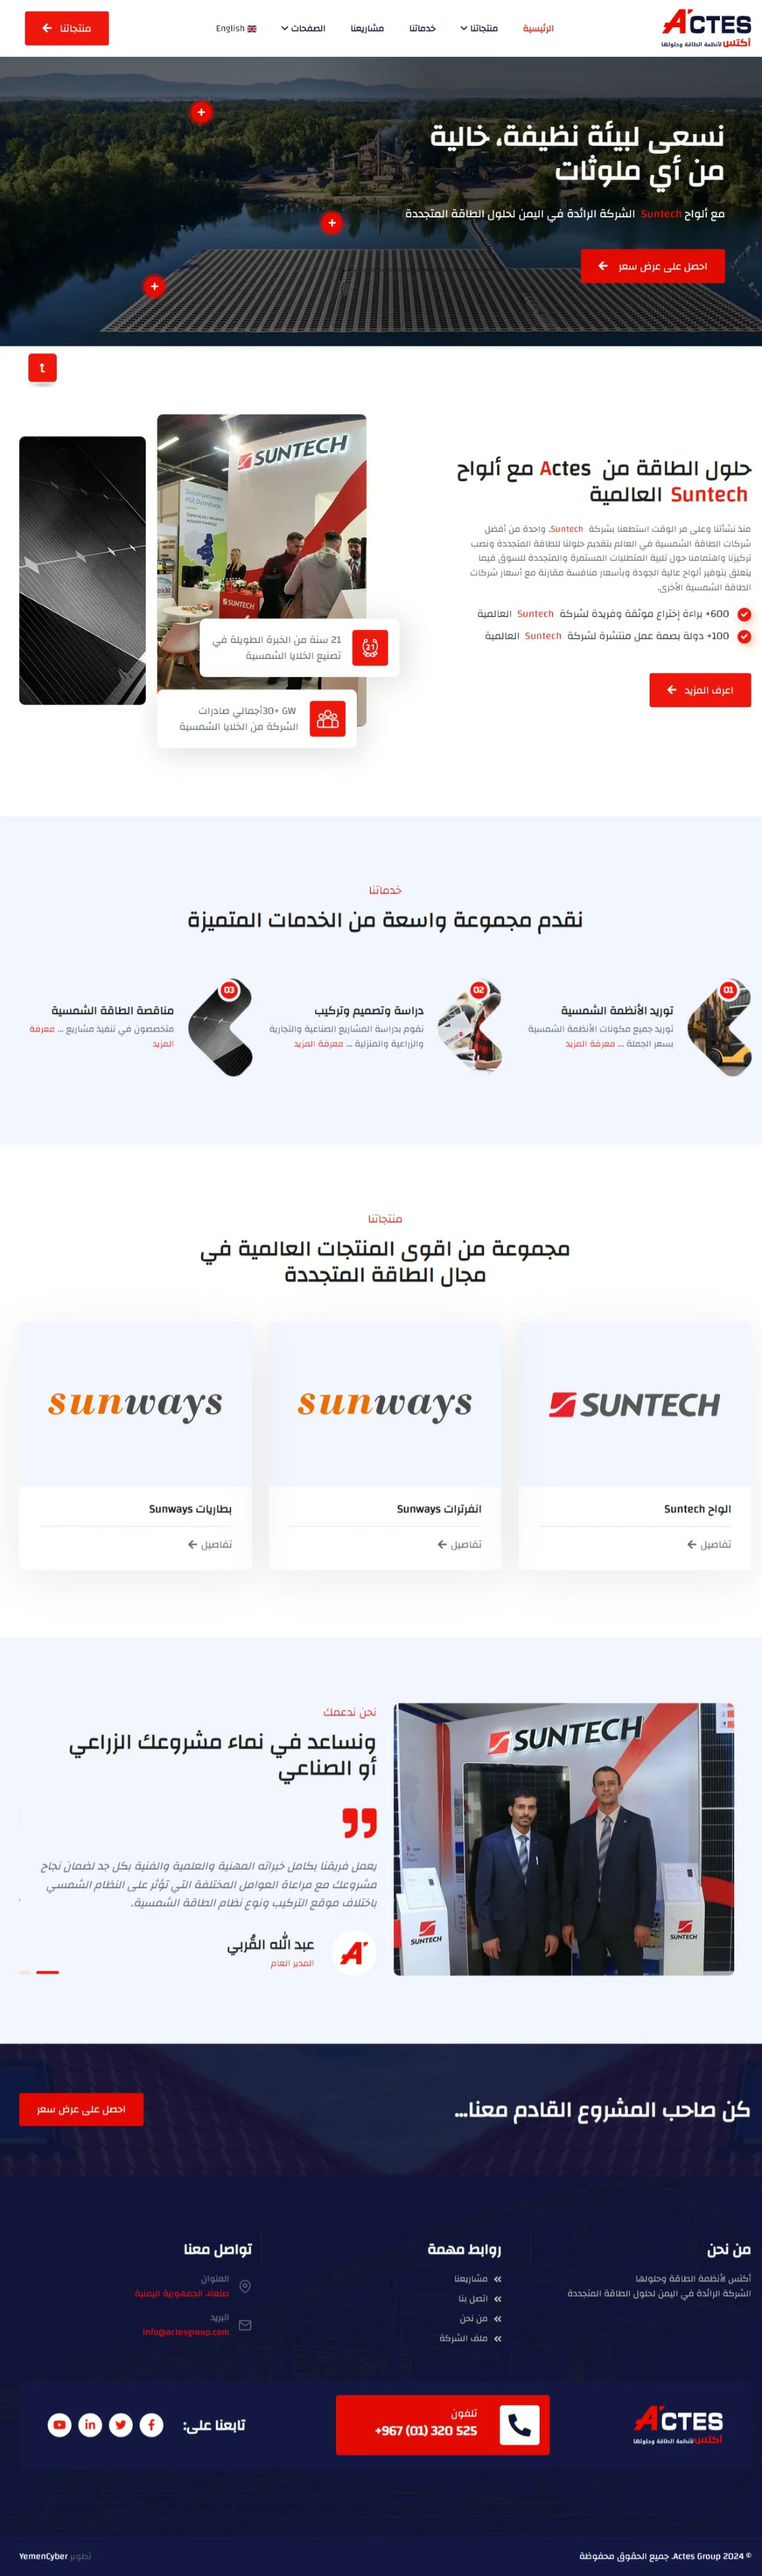 ACTES
أكتس لأنظمة الطاقة وحلولها
الرئيسية
منتجاتنا
خدماتنا
مشاريعنا
الصفحات
English
منتجاتنا
نسعى لبيئة نظيفة، خالية
من أي ملوثات
مع ألواح Suntech الشركة الرائدة في اليمن لحلول الطاقة المتجددة
احصل على عرض سعر
t
حلول الطاقة من Actes مع ألواح
Suntech العالمية
منذ نشأتنا وعلى مر الوقت استطعنا بشركة Suntech، واحدة من أفضل
شركات الطاقة الشمسية في العالم بتقديم حلولنا للطاقة المتجددة ونصب
تركيزنا واهتمامنا حول تلبية المتطلبات المستمرة والمتجددة للسوق فيما
يتعلق بتوفير ألواح عالية الجودة وبأسعار منافسة مقارنة مع أسعار شركات
الطاقة الشمسية الأخرى.
600+ براءة إختراع موثقة وفريدة لشركة Suntech العالمية
100+ دولة بصمة عمل منتشرة لشركة Suntech العالمية
اعرف المزيد
SUNTECH
SUNTECH
21
21 سنة من الخبرة الطويلة في
تصنيع الخلايا الشمسية
30+ GWأجمالي صادرات
الشركة من الخلايا الشمسية
خدماتنا
نقدم مجموعة واسعة من الخدمات المتميزة
01
توريد الأنظمة الشمسية
توريد جميع مكونات الأنظمة الشمسية
بسعر الجملة ... معرفة المزيد
02
دراسة وتصميم وتركيب
نقوم بدراسة المشاريع الصناعية والتجارية
والزراعية والمنزلية ... معرفة المزيد
03
مناقصة الطاقة الشمسية
متخصصون في تنفيذ مشاريع ... معرفة
المزيد
منتجاتنا
مجموعة من اقوى المنتجات العالمية في
مجال الطاقة المتجددة
SUNTECH
sunways
sunways
الواح Suntech
تفاصيل
انفرترات Sunways
تفاصيل
بطاريات Sunways
تفاصيل
SUNTECH
SUNTECH
SUNTECH
نحن ندعمك
ونساعد في نماء مشروعك الزراعي
أو الصناعي
يعمل فريقنا بكامل خبراته المهنية والعلمية والفنية بكل جد لضمان نجاح
مشروعك مع مراعاة العوامل المختلفة التي تؤثر على النظام الشمسي
باختلاف موقع التركيب ونوع نظام الطاقة الشمسية.
عبد الله القُربي
المدير العام
كن صاحب المشروع القادم معنا...
احصل على عرض سعر
من نحن
أكتس لأنظمة الطاقة وحلولها
الشركة الرائدة في اليمن لحلول الطاقة المتجددة
روابط مهمة
مشاريعنا
اتصل بنا
من نحن
ملف الشركة
تواصل معنا
العنوان
صنعاء، الجمهورية اليمنية
البريد
info@actesgroup.com
ACTES
أكتس لأنظمة الطاقة وحلولها
تلفون
+967 (01) 320 525
تابعنا على:
© 2024 Actes Group. جميع الحقوق محفوظة
تطوير YemenCyber